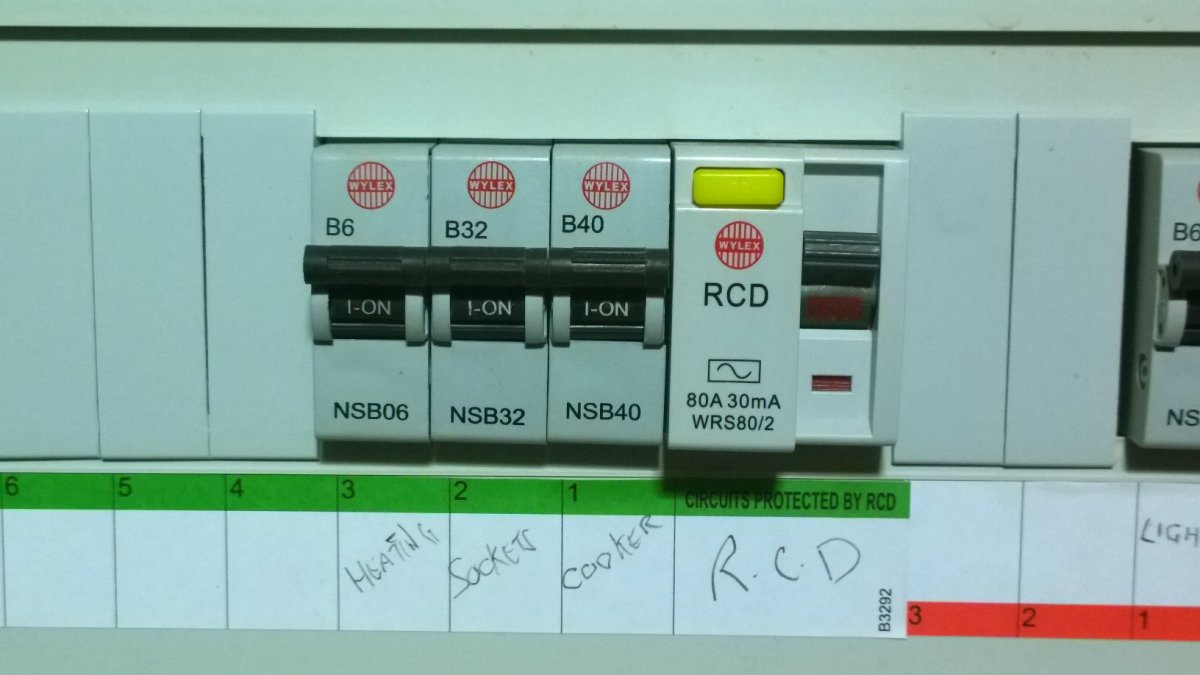 WYLEX
B6
I-ON
NSB06
WYLEX
B32
I-ON
NSB32
WYLEX
B40
I-ON
NSB40
WYLEX
RCD
80A 30mA
WRS80/2
B6
NS
6 5 4 3 2 1 CIRCUITS PROTECTED BY RCD
HEATING
SOCKETS
COOKER
R.C.D
B3292
LIGH
3 2 1